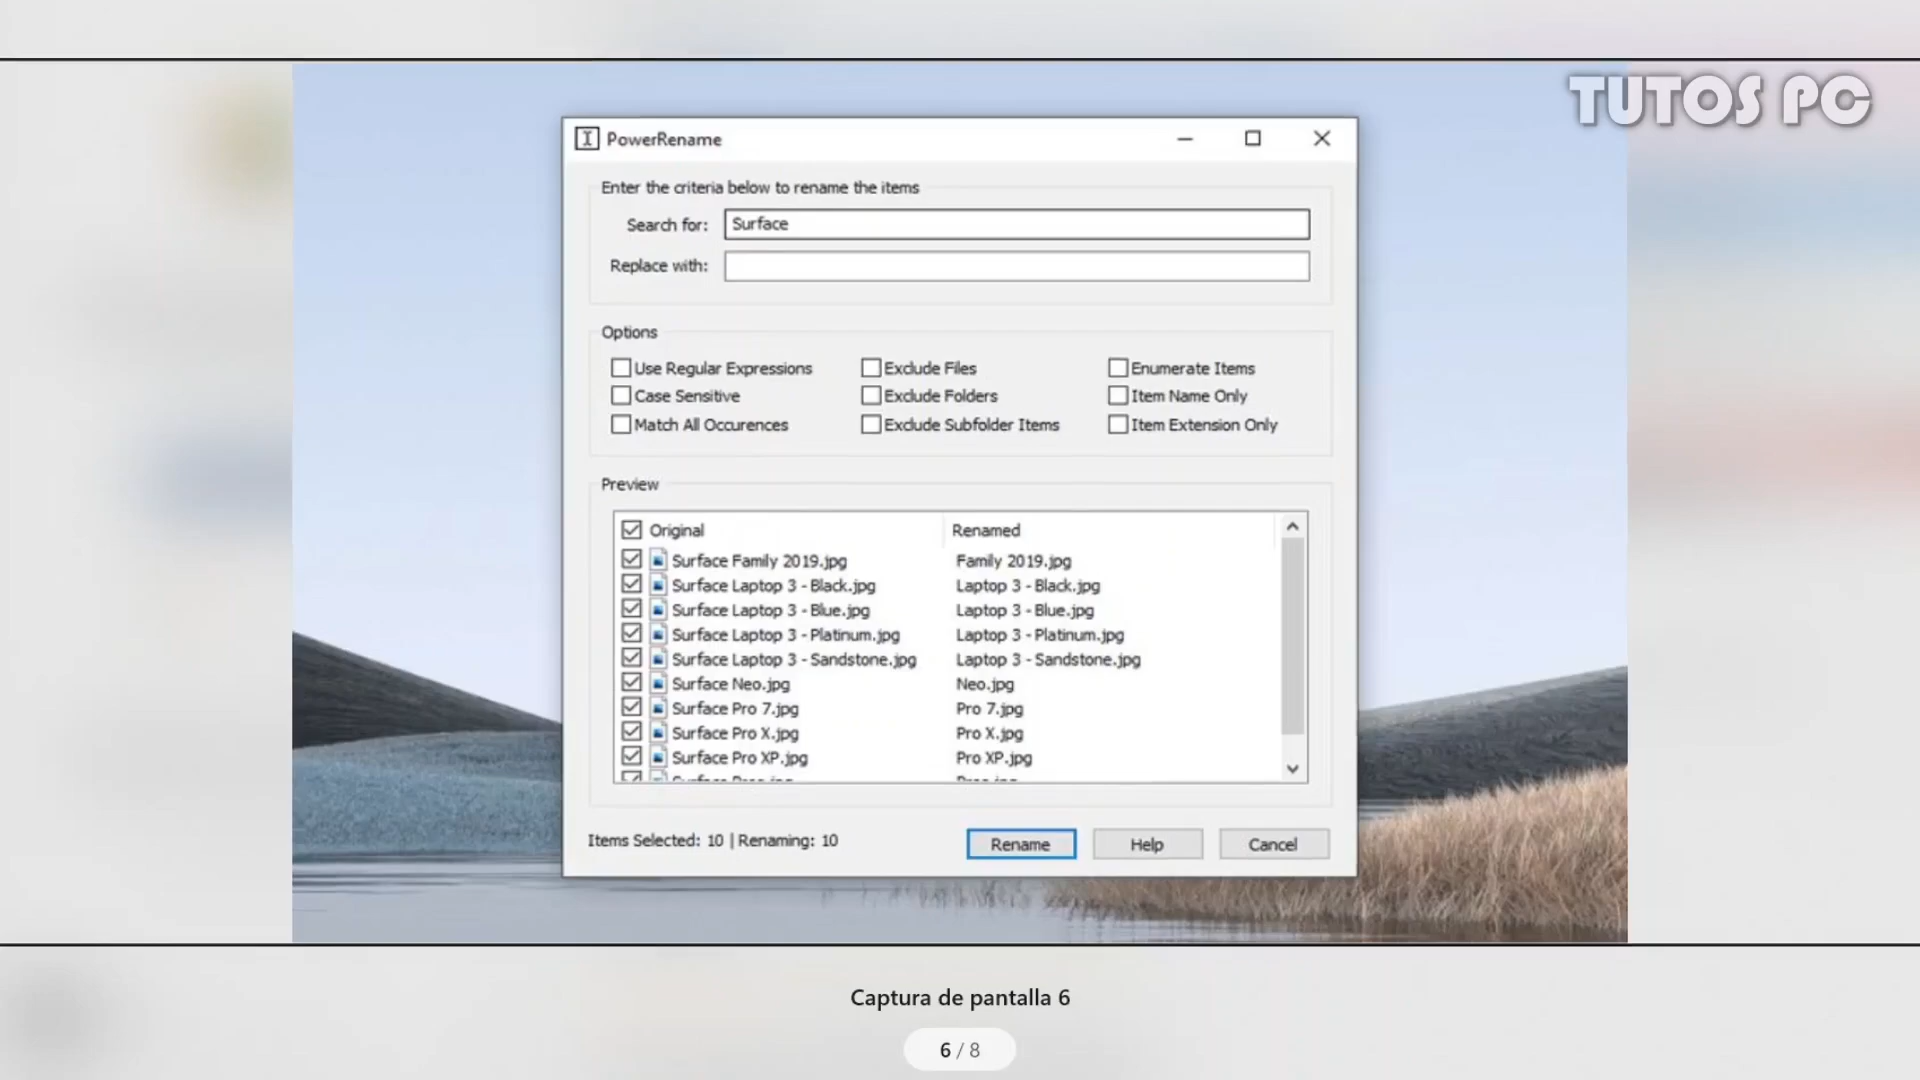 TUTOS PC
PowerRename
Enter the criteria below to rename the items
Search for: Surface
Replace with:
Options
Use Regular Expressions Exclude Files Enumerate Items
Case Sensitive Exclude Folders Item Name Only
Match All Occurences Exclude Subfolder Items Item Extension Only
Preview
Original Renamed
Surface Family 2019.jpg Family 2019.jpg
Surface Laptop 3 - Black.jpg Laptop 3 - Black.jpg
Surface Laptop 3 - Blue.jpg Laptop 3 - Blue.jpg
Surface Laptop 3 - Platinum.jpg Laptop 3 - Platinum.jpg
Surface Laptop 3 - Sandstone.jpg Laptop 3 - Sandstone.jpg
Surface Neo.jpg Neo.jpg
Surface Pro 7.jpg Pro 7.jpg
Surface Pro X.jpg Pro X.jpg
Surface Pro XP.jpg Pro XP.jpg
Items Selected: 10 | Renaming: 10
Rename Help Cancel
Captura de pantalla 6
6 / 8